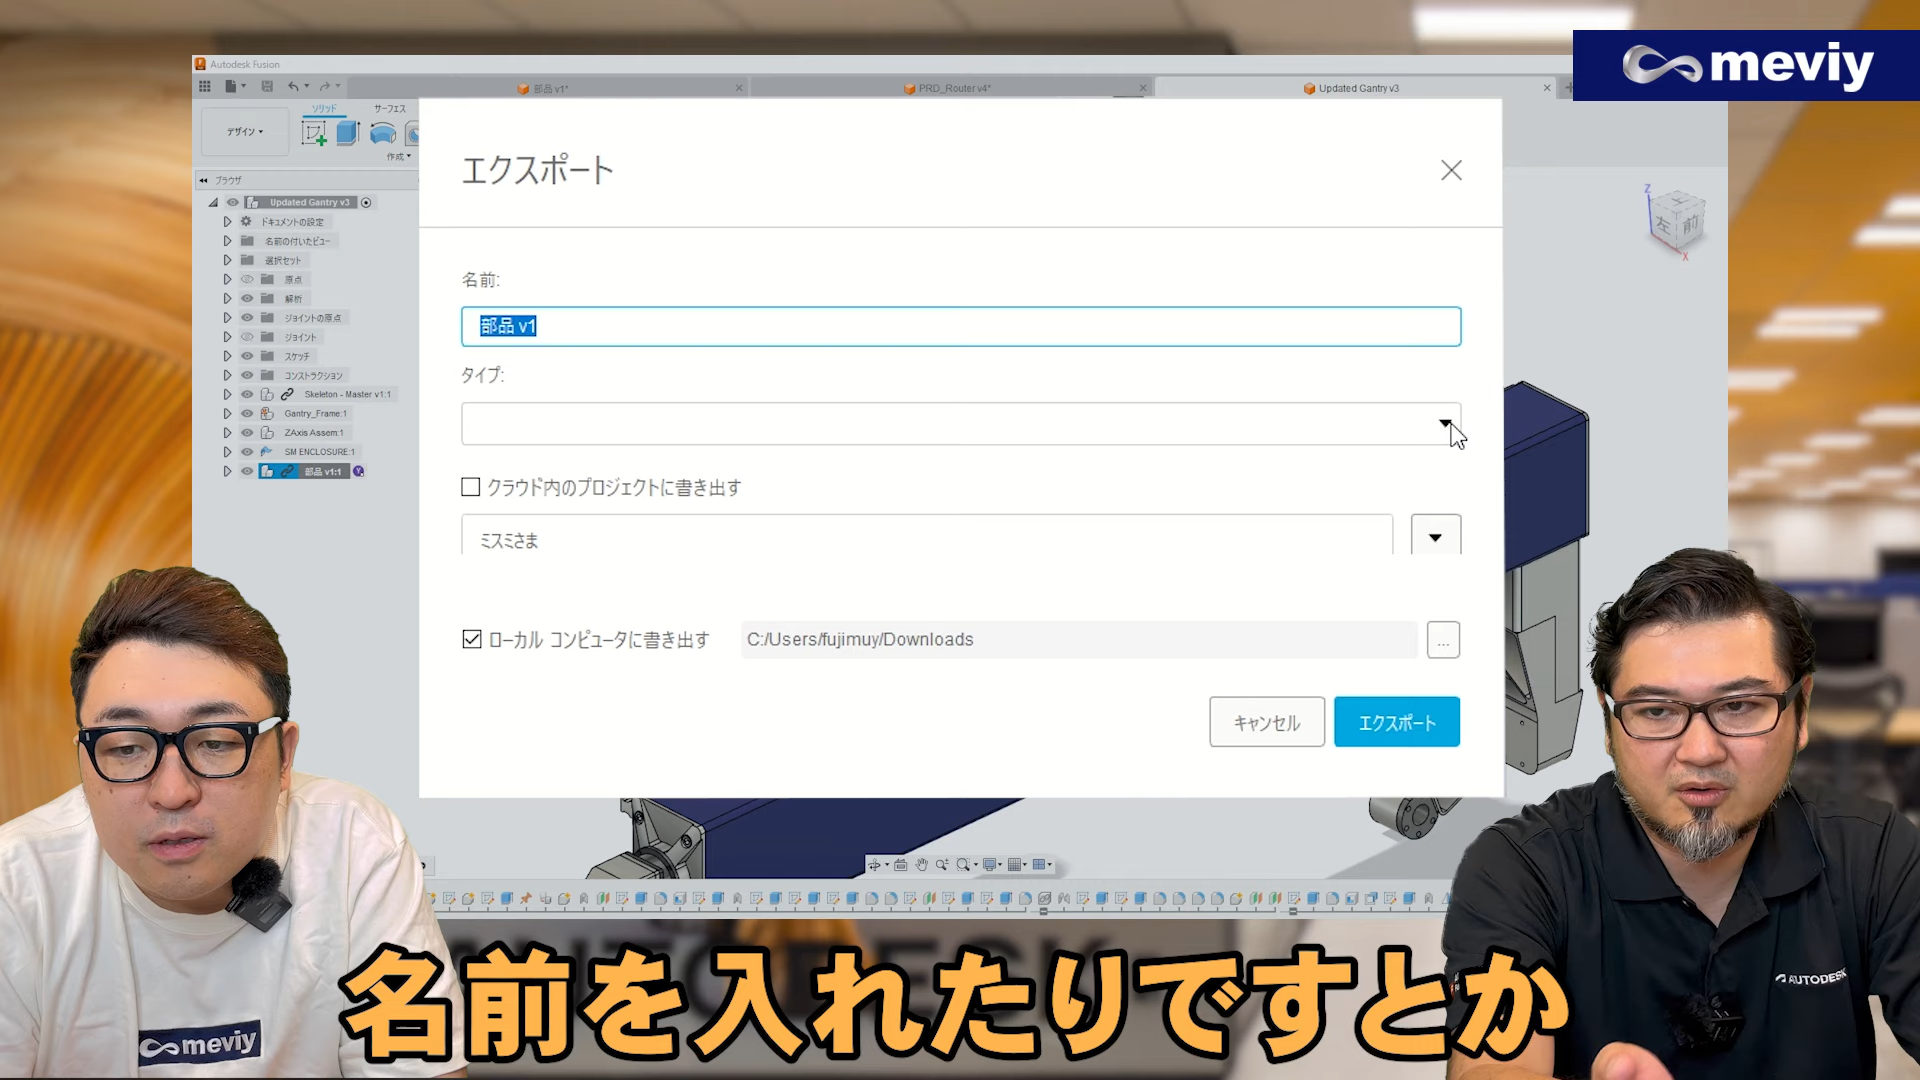 meviy
Autodesk Fusion
部品 v1*
PRD_Router v4*
Updated Gantry v3
ソリッド
サーフェス
デザイン
作成
ブラウザ
Updated Gantry v3
ドキュメントの設定
名前の付いたビュー
選択セット
原点
解析
ジョイントの原点
ジョイント
スケッチ
コンストラクション
Skeleton - Master v1:1
Gantry_Frame:1
ZAxis Assem:1
SM ENCLOSURE:1
部品 v1:1
エクスポート
名前:
部品 v1
タイプ:
クラウド内のプロジェクトに書き出す
ミスミさま
ローカル コンピュータに書き出す
C:/Users/fujimuy/Downloads
...
キャンセル
エクスポート
Z
左
前
X
meviy
AUTODESK
名前を入れたりですとか